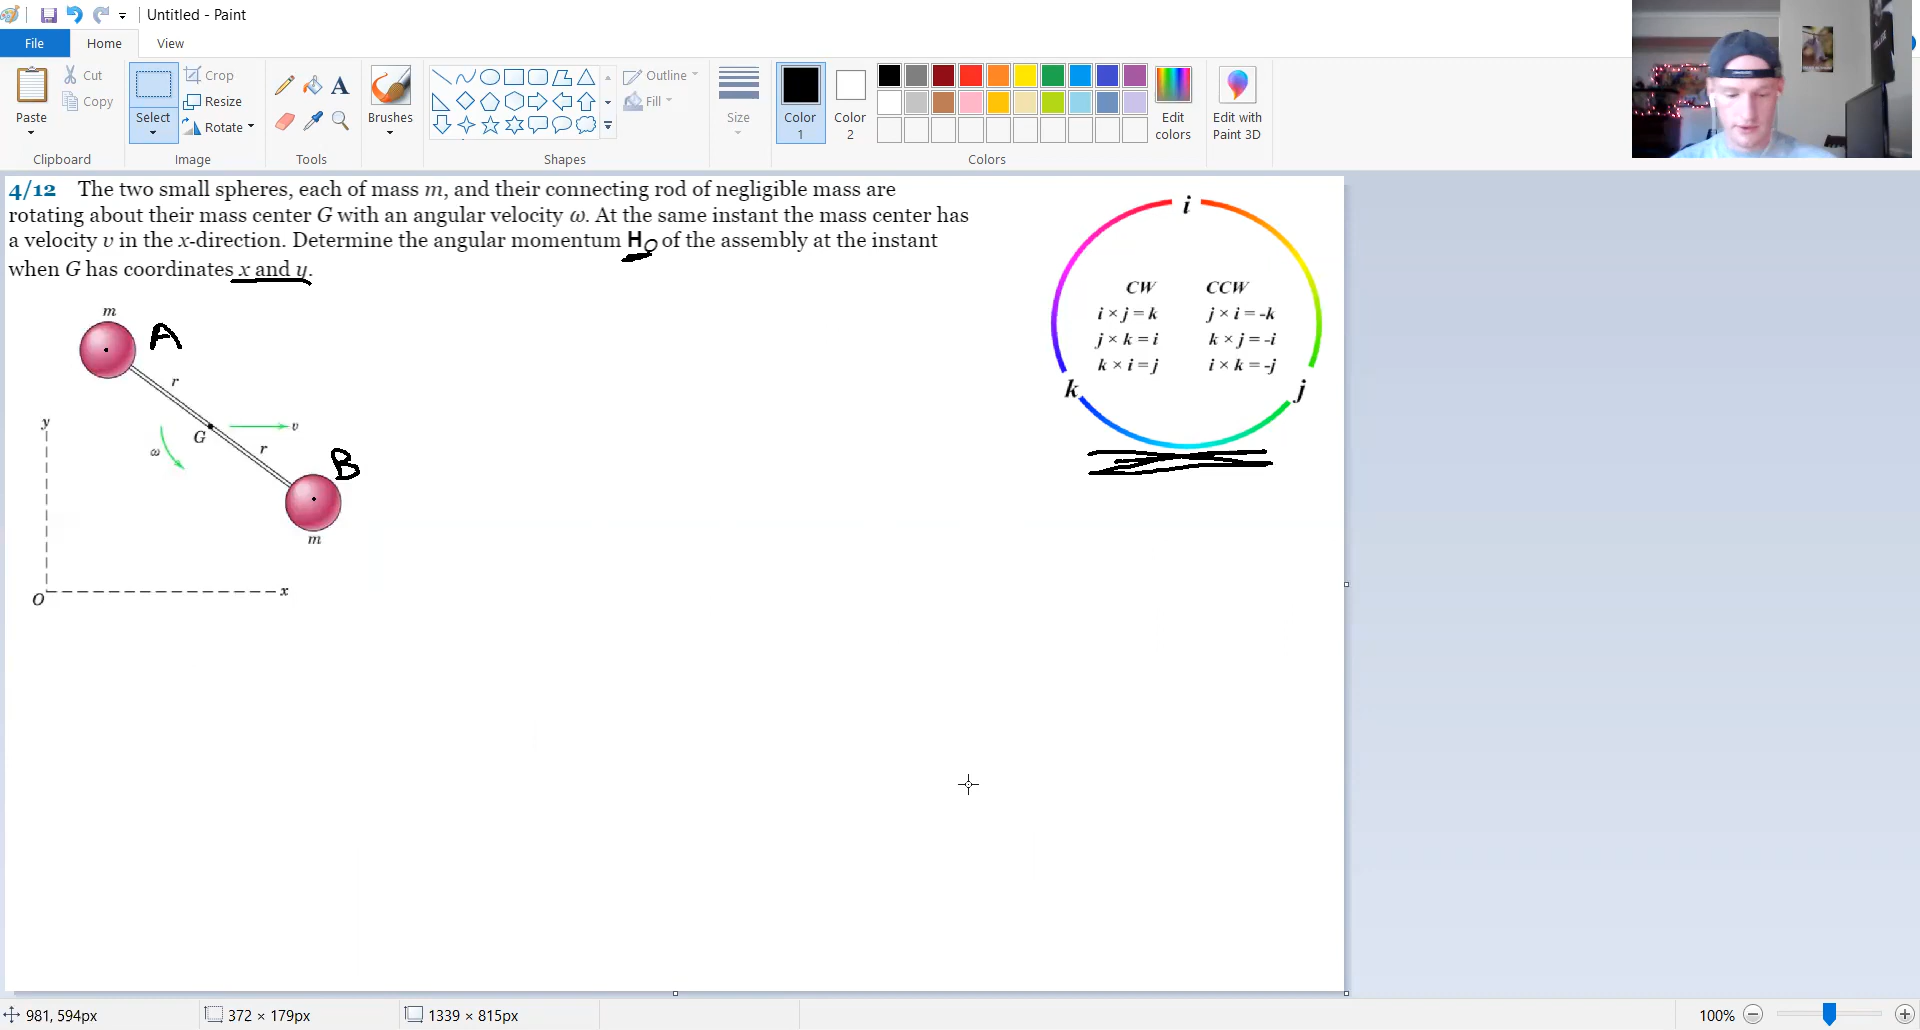 Untitled - Paint
File
Home
View
Paste
Cut
Copy
Clipboard
Select
Crop
Resize
Rotate
Image
Tools
Brushes
Shapes
Outline
Fill
Size
Color 1
Color 2
Edit colors
Edit with Paint 3D
Colors
4/12 The two small spheres, each of mass m, and their connecting rod of negligible mass are
rotating about their mass center G with an angular velocity ω. At the same instant the mass center has
a velocity v in the x-direction. Determine the angular momentum H_O of the assembly at the instant
when G has coordinates x and y.
i
CW CCW
i × j = k j × i = -k
j × k = i k × j = -i
k × i = j i × k = -j
k j
m
A
r
y
G
v
ω
r
B
m
O
x
981, 594px
372 × 179px
1339 × 815px
100%